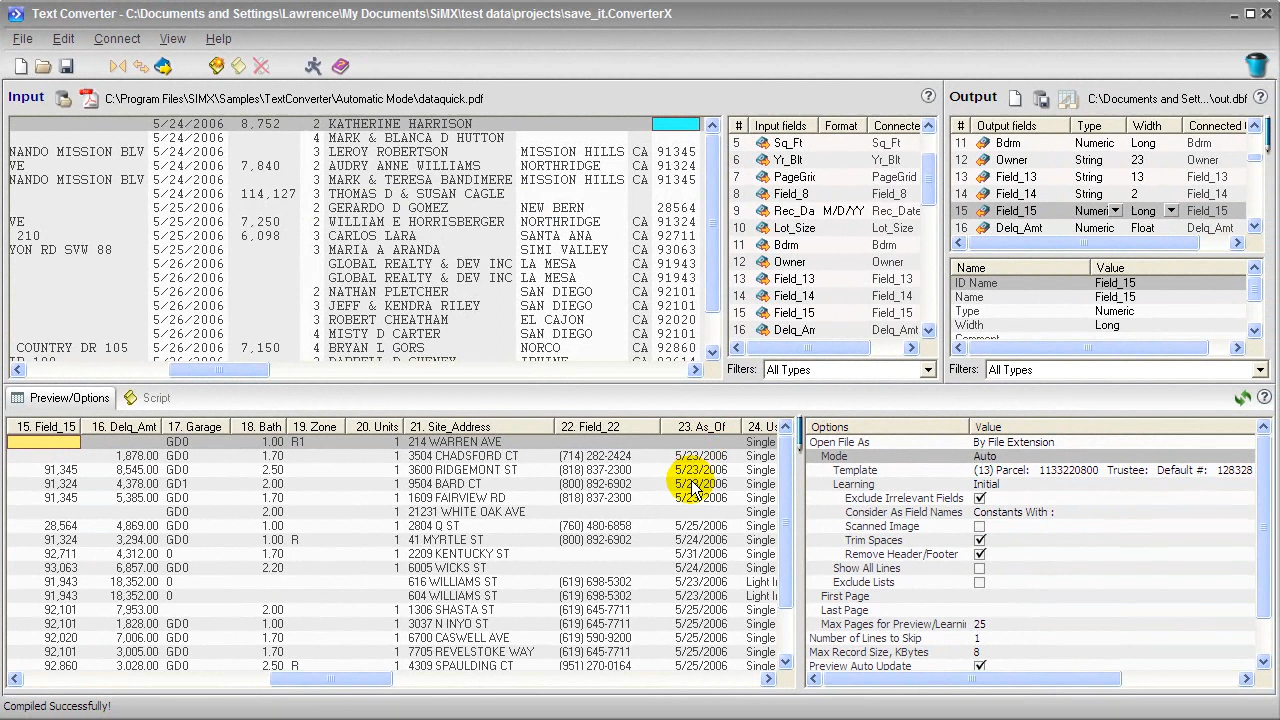 Text Converter - C:\Documents and Settings\Lawrence\My Documents\SiMX\test data\projects\save_it.ConverterX
File Edit Connect View Help
Input C:\Program Files\SIMX\Samples\TextConverter\Automatic Mode\dataquick.pdf
5/24/2006 8,752 2 KATHERINE HARRISON
5/24/2006 4 MARK & BLANCA D HUTTON
NANDO MISSION BLV 5/24/2006 3 LEROY ROBERTSON MISSION HILLS CA 91345
VE 5/24/2006 7,840 2 AUDRY ANNE WILLIAMS NORTHRIDGE CA 91324
NANDO MISSION BLV 5/24/2006 2 MARK & TERESA BANDIMERE MISSION HILLS CA 91345
5/24/2006 114,127 3 THOMAS D & SUSAN CAGLE
5/24/2006 2 GERARDO D GOMEZ NEW BERN 28564
VE 5/25/2006 7,250 2 WILLIAM E HORRISBERGER NORTHRIDGE CA 91324
210 5/26/2006 6,098 3 CARLOS LARA SANTA ANA CA 92711
YON RD SVW 88 5/26/2006 3 MARIA A ARANDA SIMI VALLEY CA 93063
5/26/2006 GLOBAL REALTY & DEV INC LA MESA CA 91943
5/26/2006 GLOBAL REALTY & DEV INC LA MESA CA 91943
5/26/2006 2 NATHAN PLETCHER SAN DIEGO CA 92101
5/26/2006 3 JEFF & KENDRA RILEY SAN DIEGO CA 92101
5/26/2006 3 ROBERT CHEATHAM EL CAJON CA 92020
5/26/2006 4 MISTY D CARTER SAN DIEGO CA 92101
COUNTRY DR 105 5/26/2006 7,150 4 BRYAN L GORS NORCO CA 92860
# Input fields Format Connecte
5 Sq_Ft Sq_Ft
6 Yr_Blt Yr_Blt
7 PageGrid PageGrid
8 Field_8 Field_8
9 Rec_Da M/D/YY Rec_Date
10 Lot_Size Lot_Size
11 Bdrm Bdrm
12 Owner Owner
13 Field_13 Field_13
14 Field_14 Field_14
15 Field_15 Field_15
16 Delq_Am Delq_Am
Filters: All Types
Output C:\Documents and Sett...\out.dbf
# Output fields Type Width Connected I
11 Bdrm Numeric Long Bdrm
12 Owner String 23 Owner
13 Field_13 String 13 Field_13
14 Field_14 String 2 Field_14
15 Field_15 Numeri Long Field_15
16 Delq_Amt Numeric Float Delq_Amt
Name Value
ID Name Field_15
Name Field_15
Type Numeric
Width Long
Filters: All Types
Preview/Options Script
15. Field_15 16. Delq_Amt 17. Garage 18. Bath 19. Zone 20. Units 21. Site_Address 22. Field_22 23. As_Of 24. Us
GD0 1.00 R1 1 214 WARREN AVE Single
1,878.00 GD0 1.70 1 3504 CHADSFORD CT (714) 282-2424 5/23/2006 Single
91,345 8,545.00 GD0 2.50 1 3600 RIDGEMONT ST (818) 837-2300 5/23/2006 Single
91,324 4,378.00 GD1 2.00 1 9504 BARD CT (800) 892-6902 5/2 2006 Single
91,345 5,385.00 GD0 1.70 1 1609 FAIRVIEW RD (818) 837-2300 5/23/2006 Single
GD0 2.00 1 21231 WHITE OAK AVE Single
28,564 4,869.00 GD0 1.00 1 2804 Q ST (760) 480-6858 5/25/2006 Single
91,324 3,294.00 GD0 1.00 R 1 41 MYRTLE ST (800) 892-6902 5/24/2006 Single
92,711 4,312.00 0 1.70 1 2209 KENTUCKY ST 5/31/2006 Single
93,063 6,857.00 GD0 2.20 1 6005 WICKS ST 5/24/2006 Single
91,943 18,352.00 616 WILLIAMS ST (619) 698-5302 5/23/2006 Light In
91,943 18,352.00 0 604 WILLIAMS ST (619) 698-5302 5/23/2006 Single
92,101 7,953.00 2.00 1 1306 SHASTA ST (619) 645-7711 5/25/2006 Single
92,101 1,828.00 GD0 1.00 1 3037 N INYO ST (619) 645-7711 5/25/2006 Single
92,020 7,006.00 GD0 1.70 1 6700 CASWELL AVE (619) 590-9200 5/25/2006 Single
92,101 3,005.00 GD0 1.70 1 7705 REVELSTOKE WAY (619) 645-7711 5/25/2006 Single
92,860 3,028.00 GD0 2.50 R 1 4309 SPAULDING CT (951) 270-0164 5/23/2006 Single
Options Value
Open File As By File Extension
Mode Auto
Template (13) Parcel: 1133220800 Trustee: Default #: 128328
Learning Initial
Exclude Irrelevant Fields
Consider As Field Names Constants With :
Scanned Image
Trim Spaces
Remove Header/Footer
Show All Lines
Exclude Lists
First Page
Last Page
Max Pages for Preview/Learnin 25
Number of Lines to Skip 1
Max Record Size, KBytes 8
Preview Auto Update
Compiled Successfully!